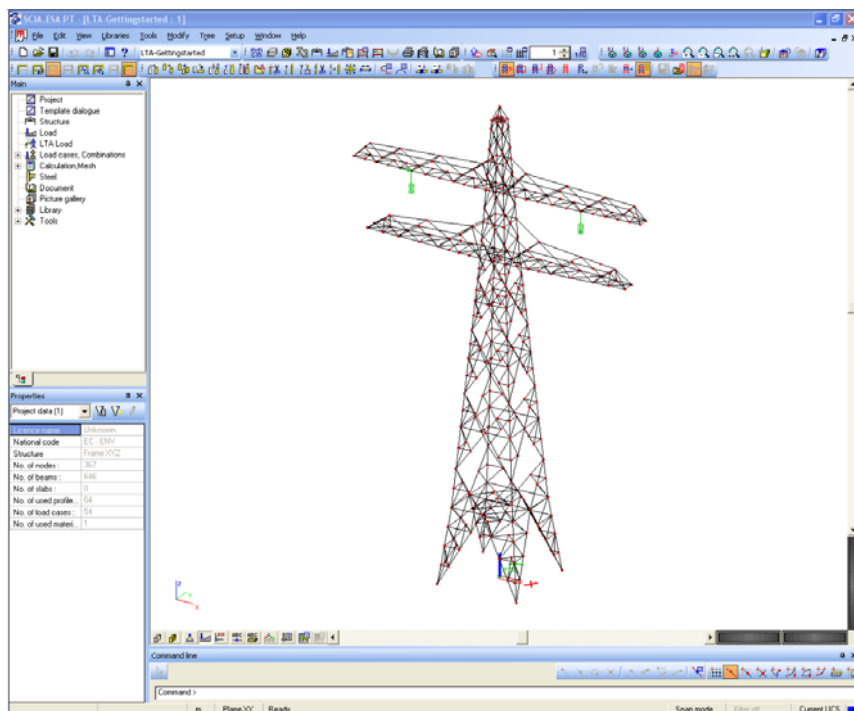 SCIA.ESA PT - [LTA-Gettingstarted : 1]
File Edit View Libraries Tools Modify Tree Setup Window Help
LTA-Gettingstarted
1
Main
Project
Template dialogue
Structure
Load
LTA Load
Load cases, Combinations
Calculation,Mesh
Steel
Document
Picture gallery
Library
Tools
Properties
Project data (1)
Licence name Unknown
National code EC - ENV
Structure Frame XYZ
No. of nodes : 367
No. of beams : 646
No. of slabs : 0
No. of used profile... 64
No. of load cases : 54
No. of used materi... 1
Z
Y
X
Command line
Command >
m Plane XY Ready Snap mode Filter off Current UCS